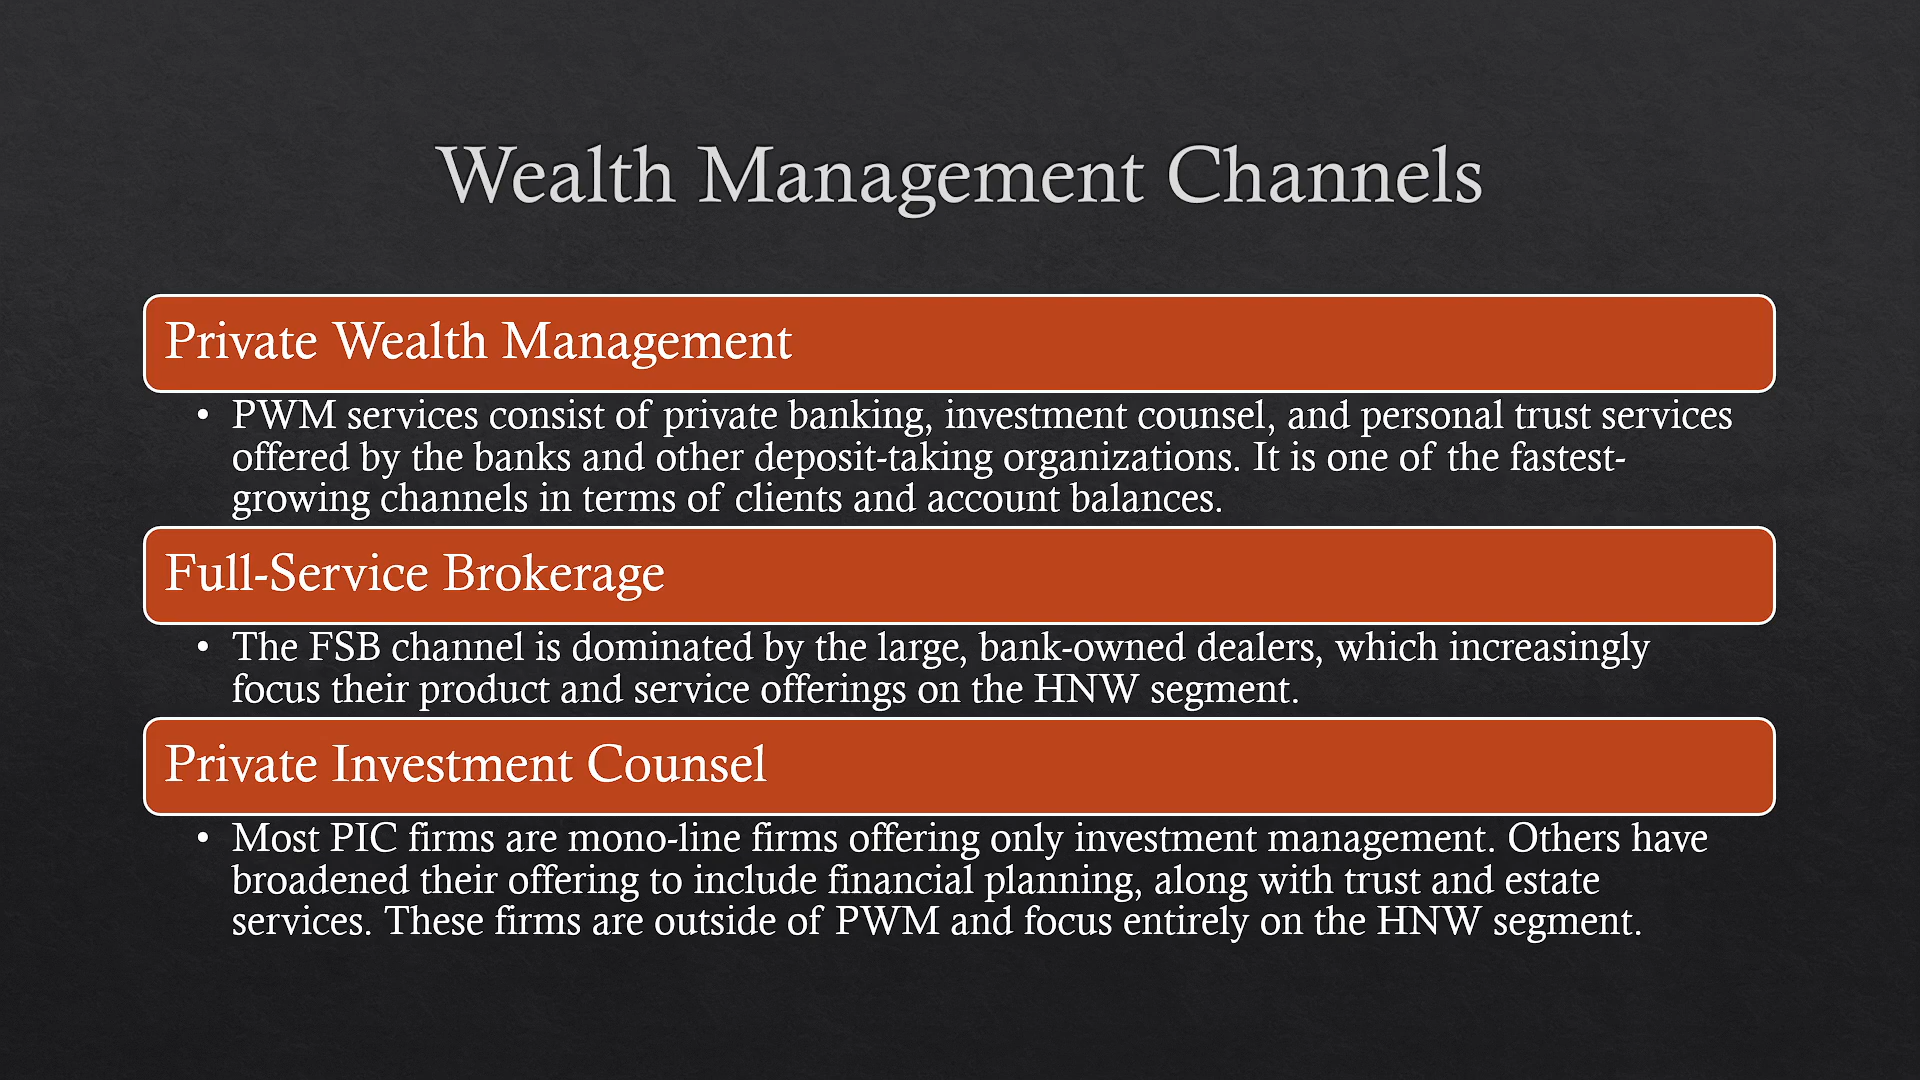 Wealth Management Channels
Private Wealth Management
• PWM services consist of private banking, investment counsel, and personal trust services
offered by the banks and other deposit-taking organizations. It is one of the fastest-
growing channels in terms of clients and account balances.
Full-Service Brokerage
• The FSB channel is dominated by the large, bank-owned dealers, which increasingly
focus their product and service offerings on the HNW segment.
Private Investment Counsel
• Most PIC firms are mono-line firms offering only investment management. Others have
broadened their offering to include financial planning, along with trust and estate
services. These firms are outside of PWM and focus entirely on the HNW segment.